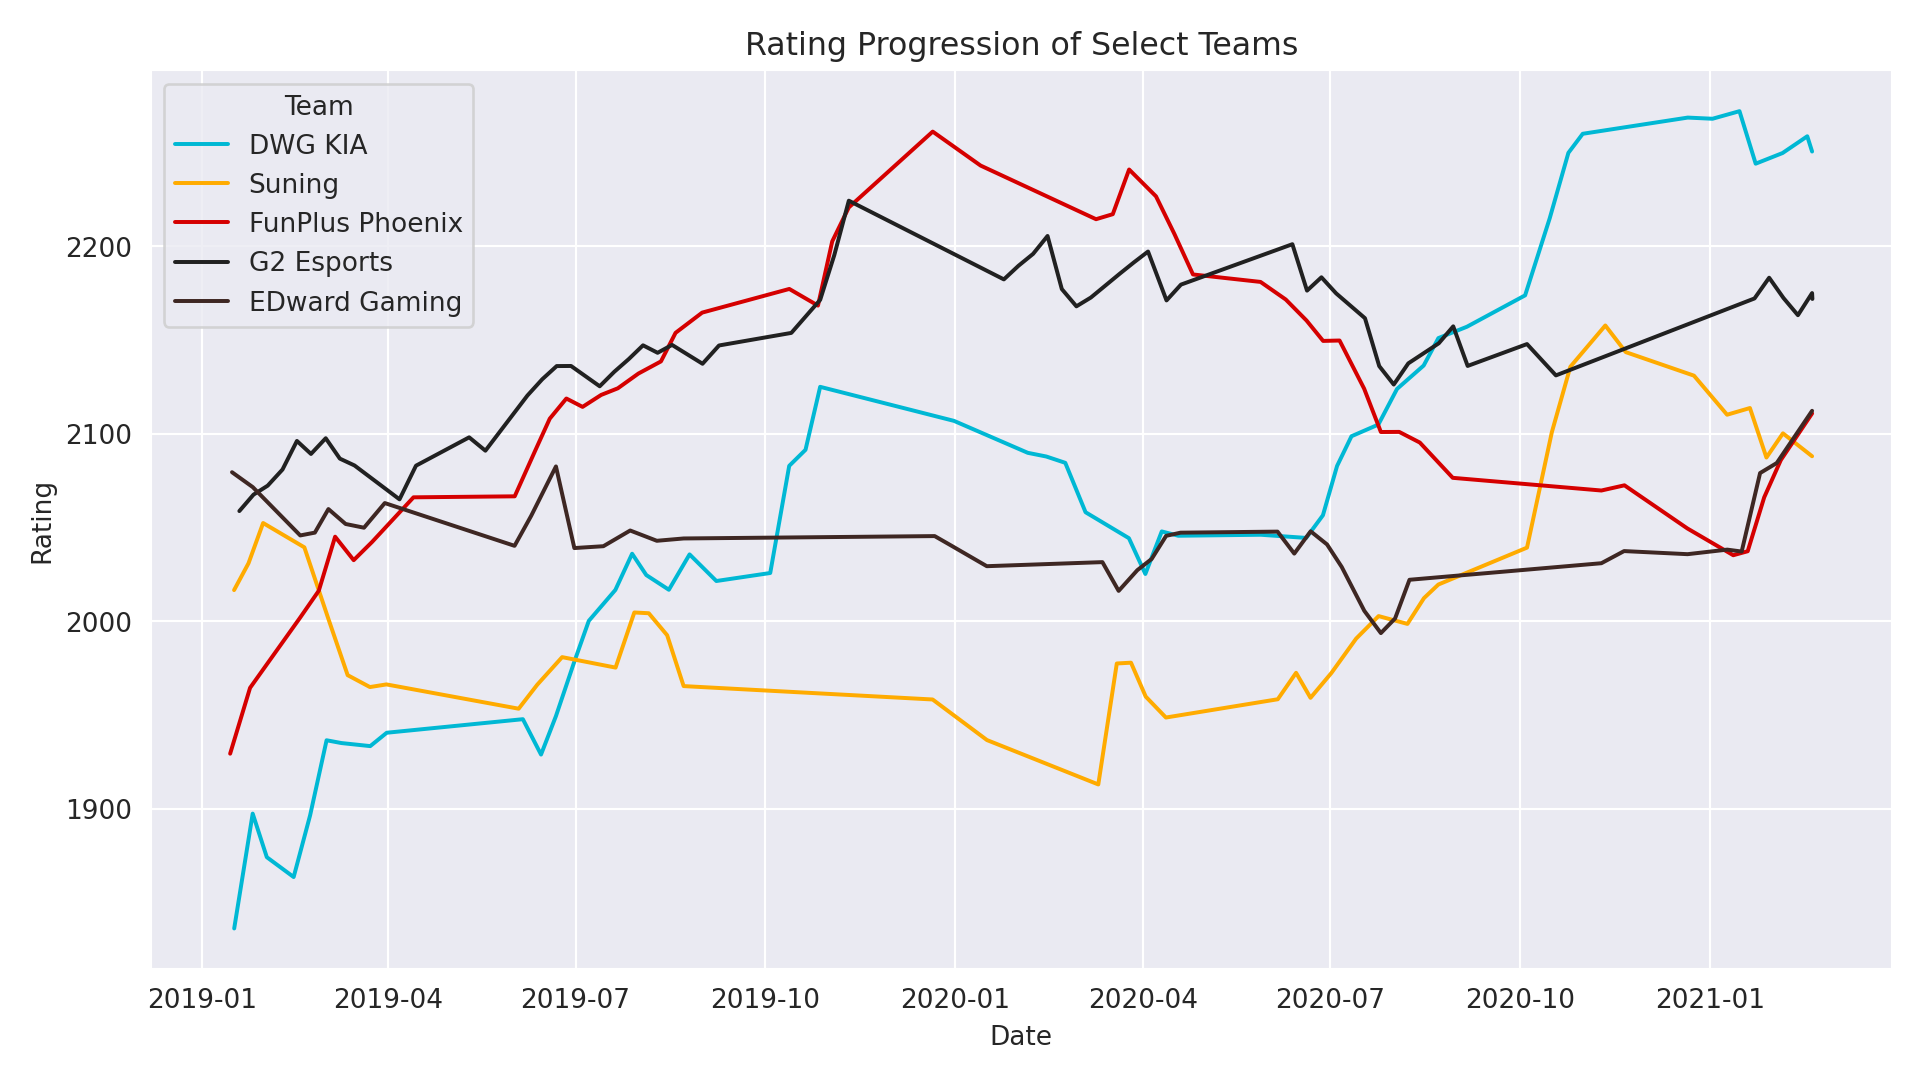 Rating Progression of Select Teams
Team
DWG KIA
Suning
FunPlus Phoenix
G2 Esports
EDward Gaming
Rating
2200
2100
2000
1900
2019-01 2019-04 2019-07 2019-10 2020-01 2020-04 2020-07 2020-10 2021-01
Date